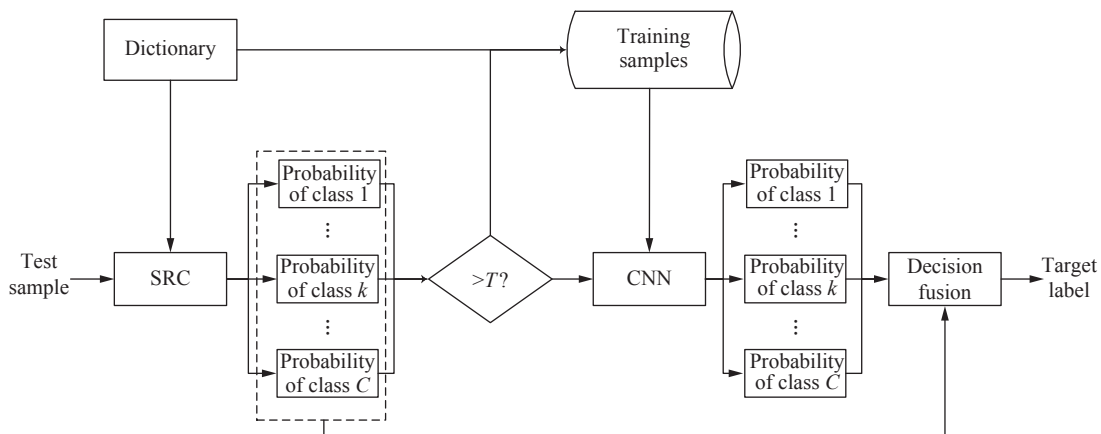 Dictionary
Training
samples
Probability
of class 1
⋮
Probability
of class k
⋮
Probability
of class C
Test
sample
SRC
>T?
CNN
Probability
of class 1
⋮
Probability
of class k
⋮
Probability
of class C
Decision
fusion
Target
label